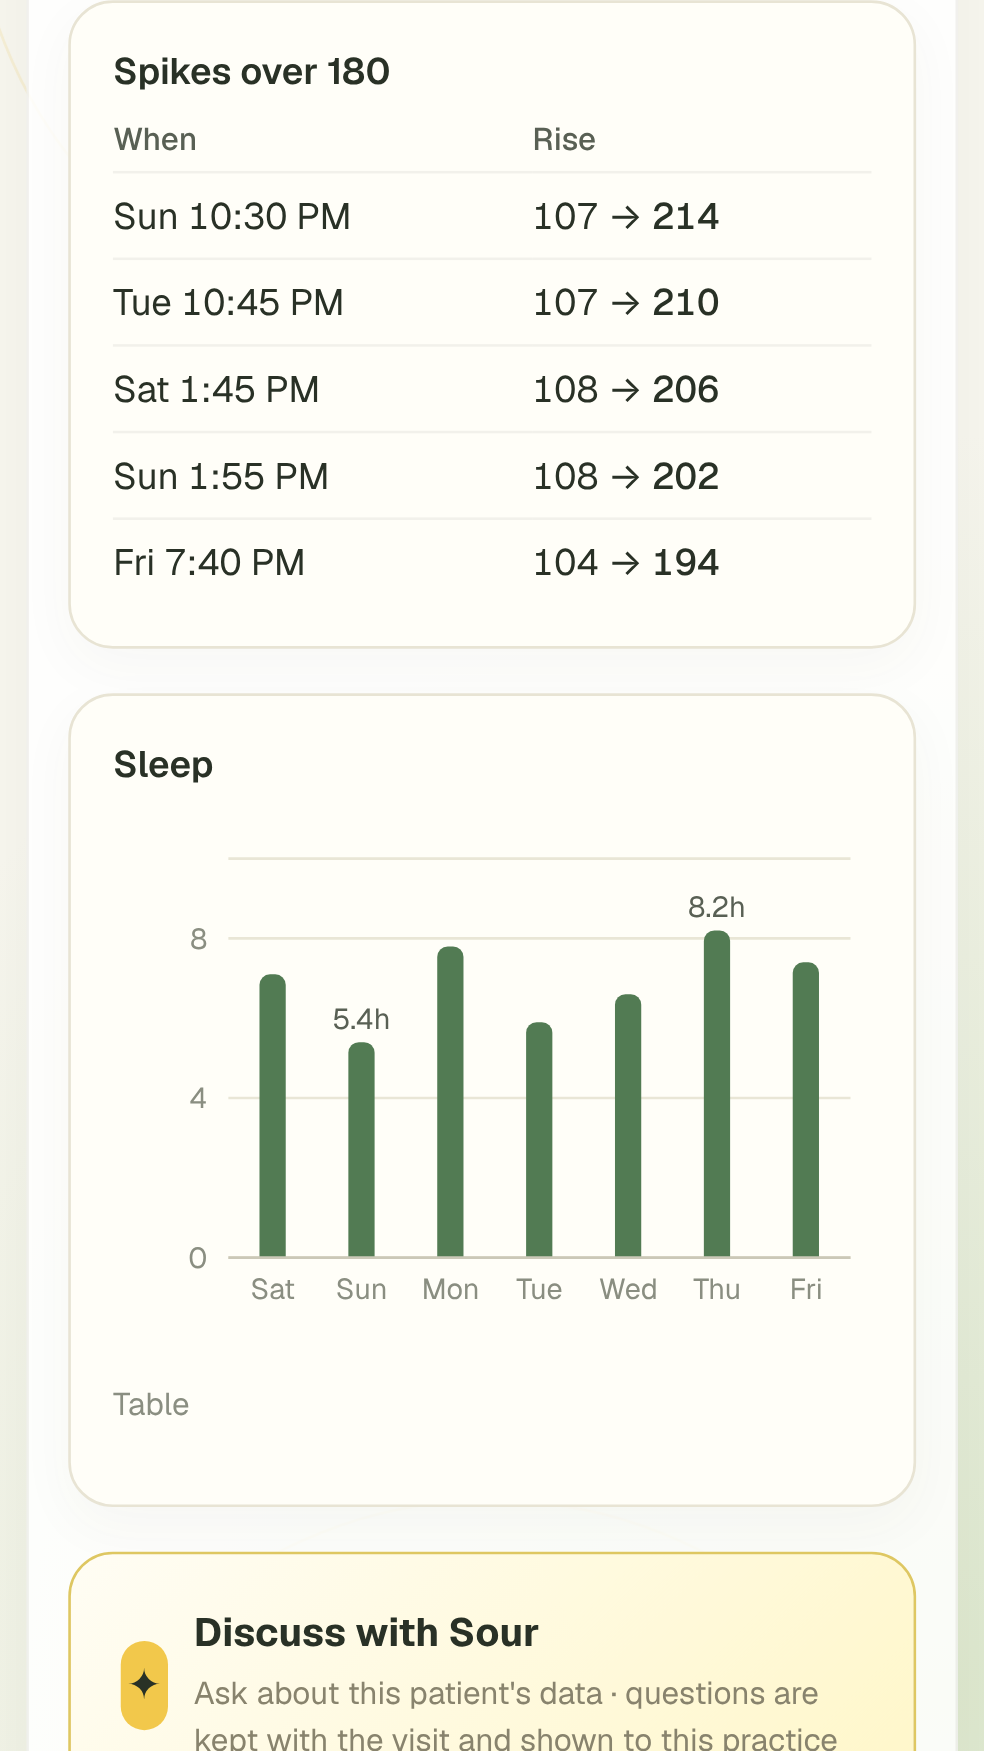 Spikes over 180
When Rise
Sun 10:30 PM 107 → 214
Tue 10:45 PM 107 → 210
Sat 1:45 PM 108 → 206
Sun 1:55 PM 108 → 202
Fri 7:40 PM 104 → 194
Sleep
8.2h
8
5.4h
4
0
Sat Sun Mon Tue Wed Thu Fri
Table
Discuss with Sour
Ask about this patient's data · questions are
kept with the visit and shown to this practice